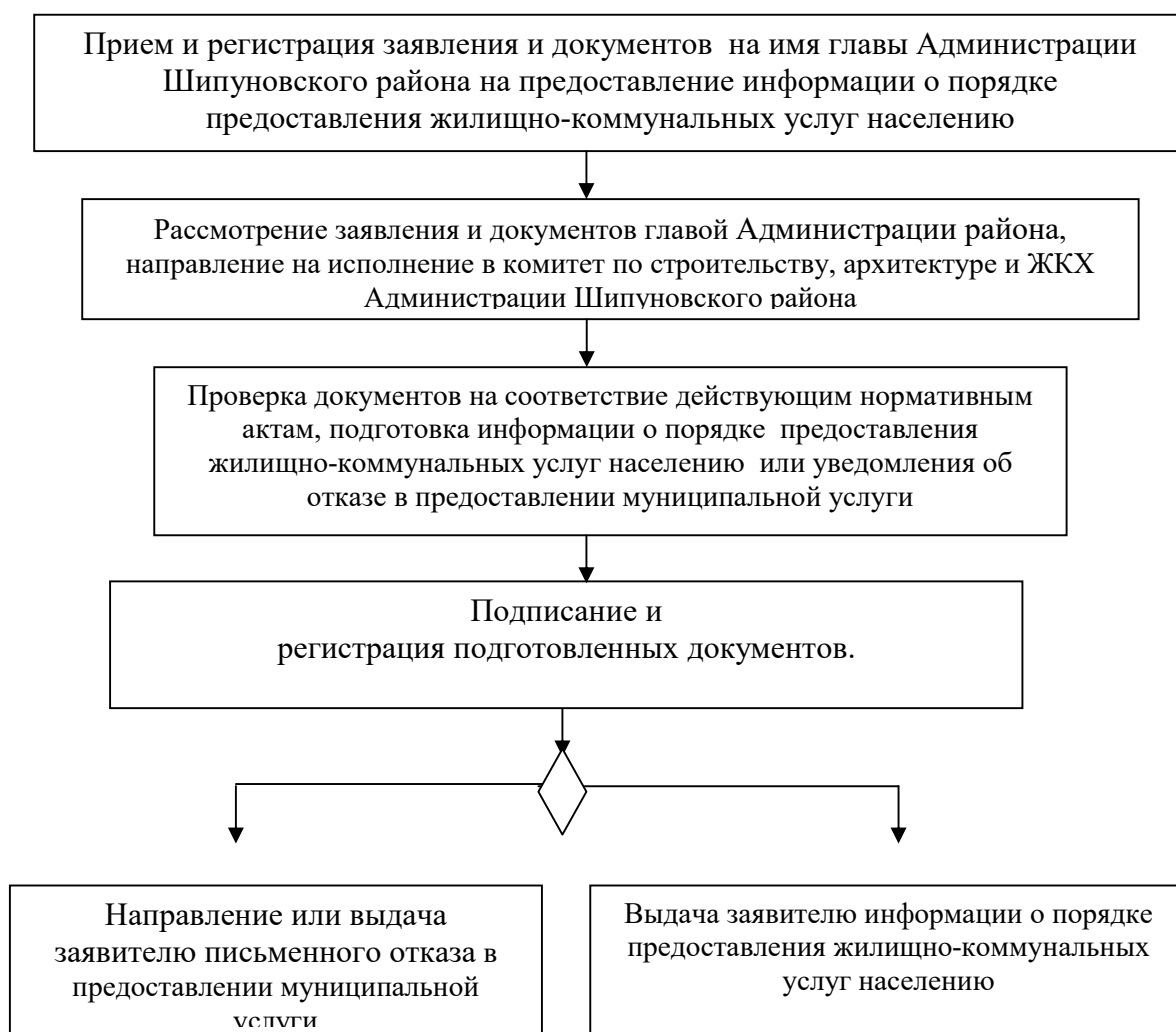 Прием и регистрация заявления и документов на имя главы Администрации
Шипуновского района на предоставление информации о порядке
предоставления жилищно-коммунальных услуг населению
Рассмотрение заявления и документов главой Администрации района,
направление на исполнение в комитет по строительству, архитектуре и ЖКХ
Администрации Шипуновского района
Проверка документов на соответствие действующим нормативным
актам, подготовка информации о порядке предоставления
жилищно-коммунальных услуг населению или уведомления об
отказе в предоставлении муниципальной услуги
Подписание и
регистрация подготовленных документов.
Направление или выдача
заявителю письменного отказа в
предоставлении муниципальной
услуги
Выдача заявителю информации о порядке
предоставления жилищно-коммунальных
услуг населению